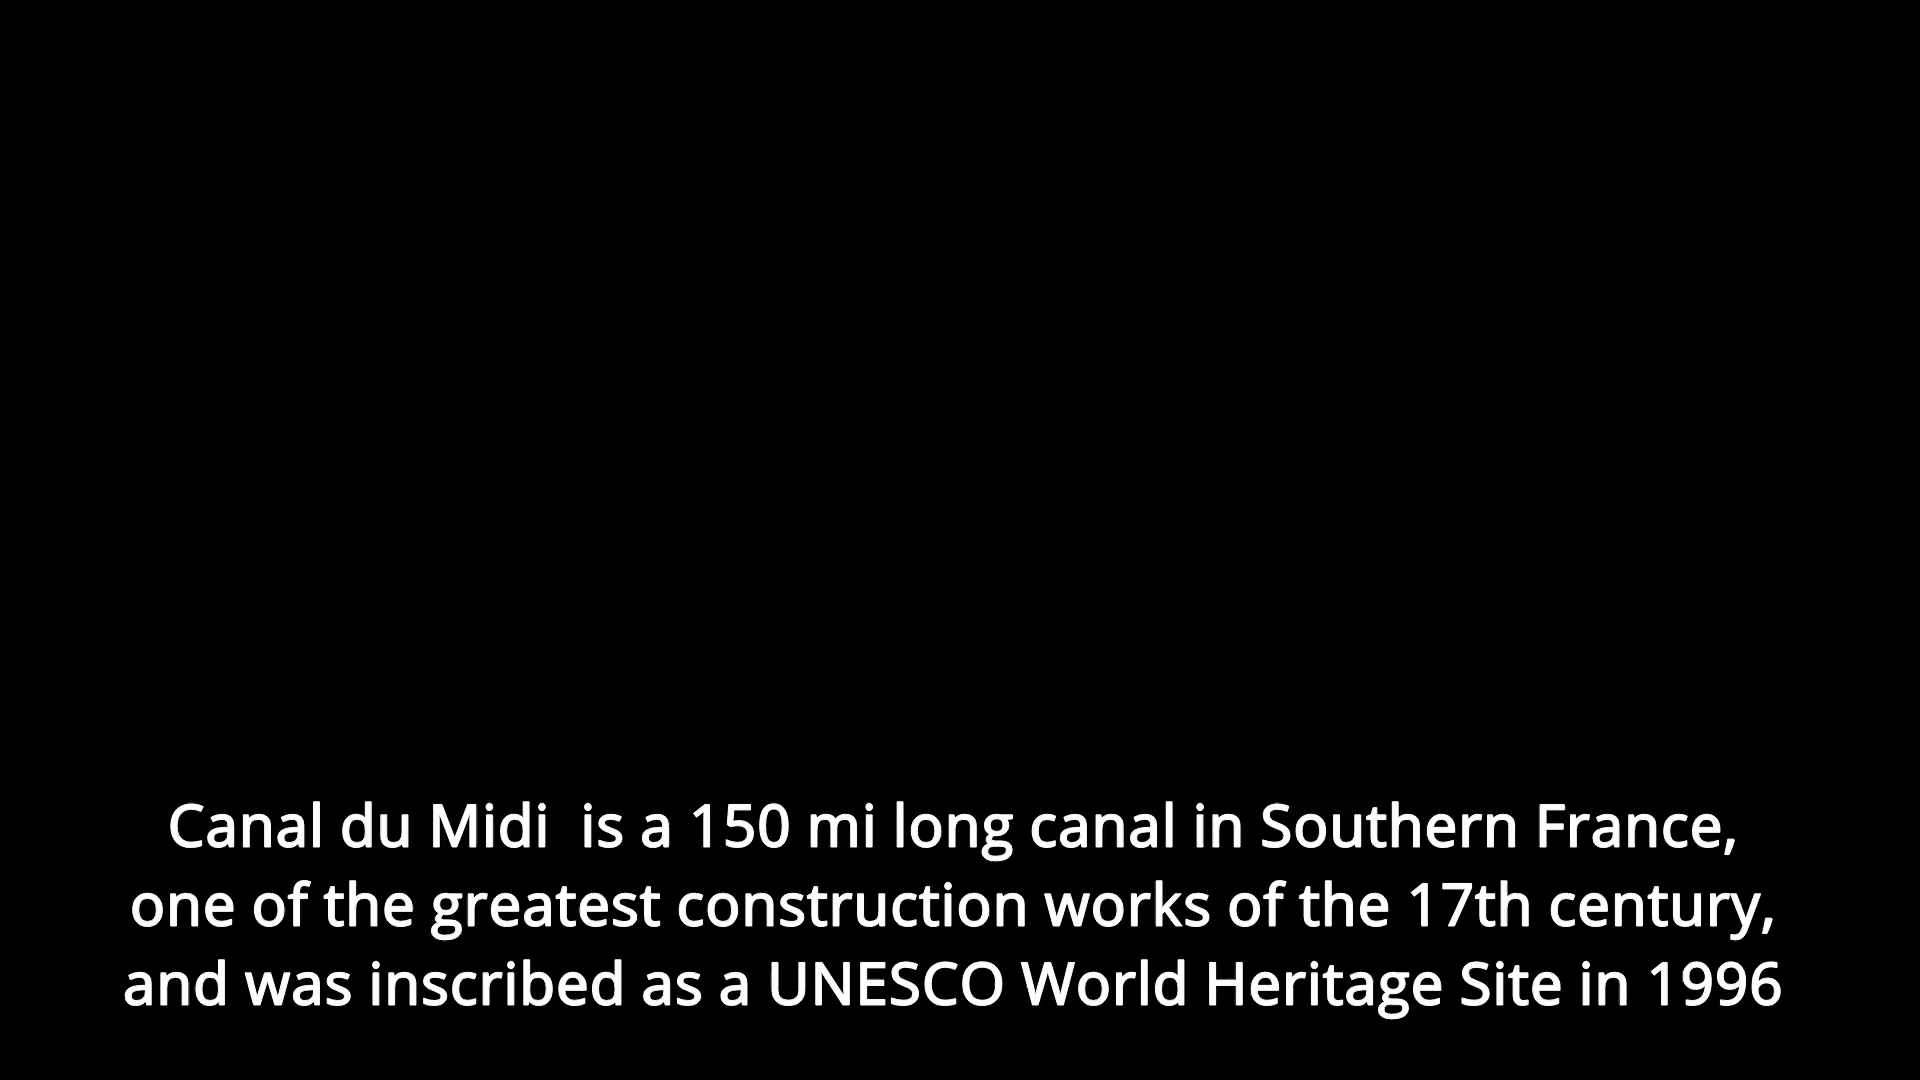 Canal du Midi  is a 150 mi long canal in Southern France,
one of the greatest construction works of the 17th century,
and was inscribed as a UNESCO World Heritage Site in 1996